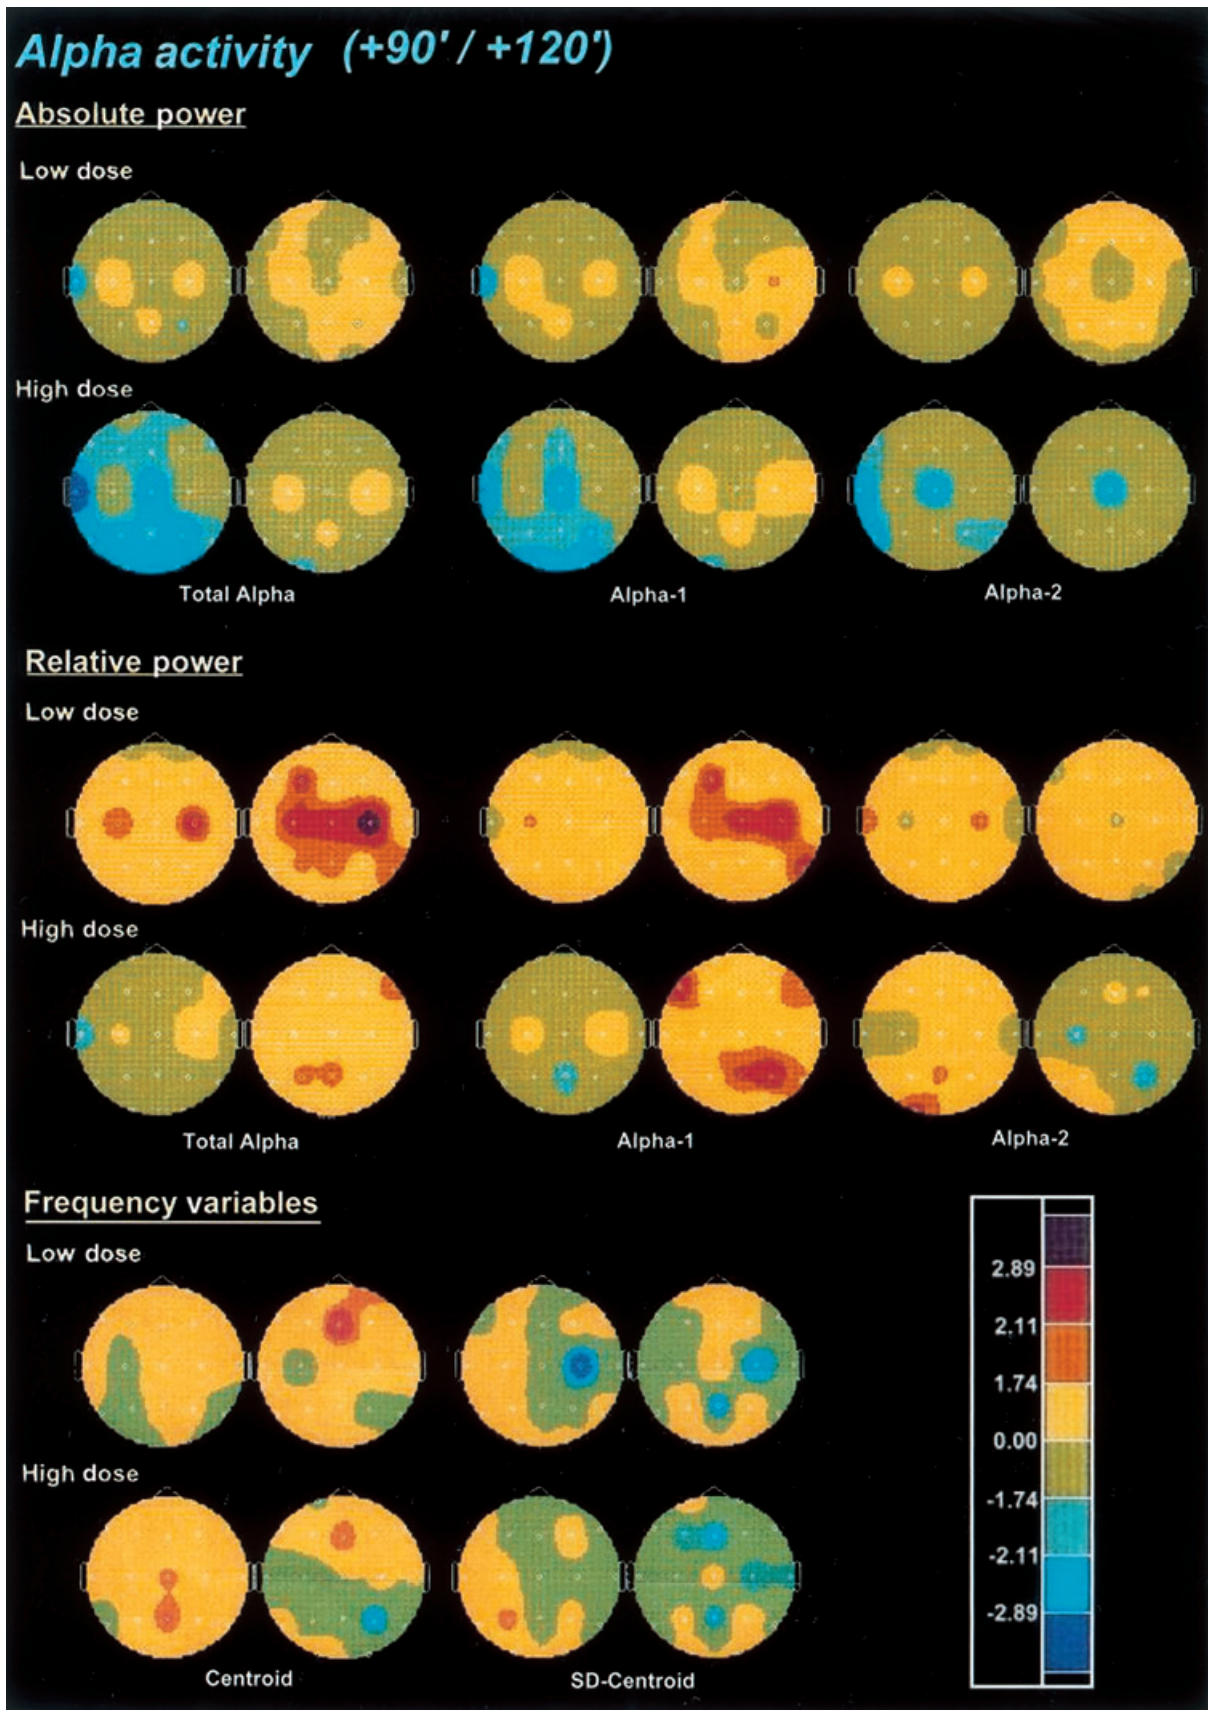 Alpha activity (+90' / +120')
Absolute power
Low dose
High dose
Total Alpha Alpha-1 Alpha-2
Relative power
Low dose
High dose
Total Alpha Alpha-1 Alpha-2
Frequency variables
Low dose
2.89
2.11
1.74
0.00
High dose
-1.74
-2.11
-2.89
Centroid SD-Centroid